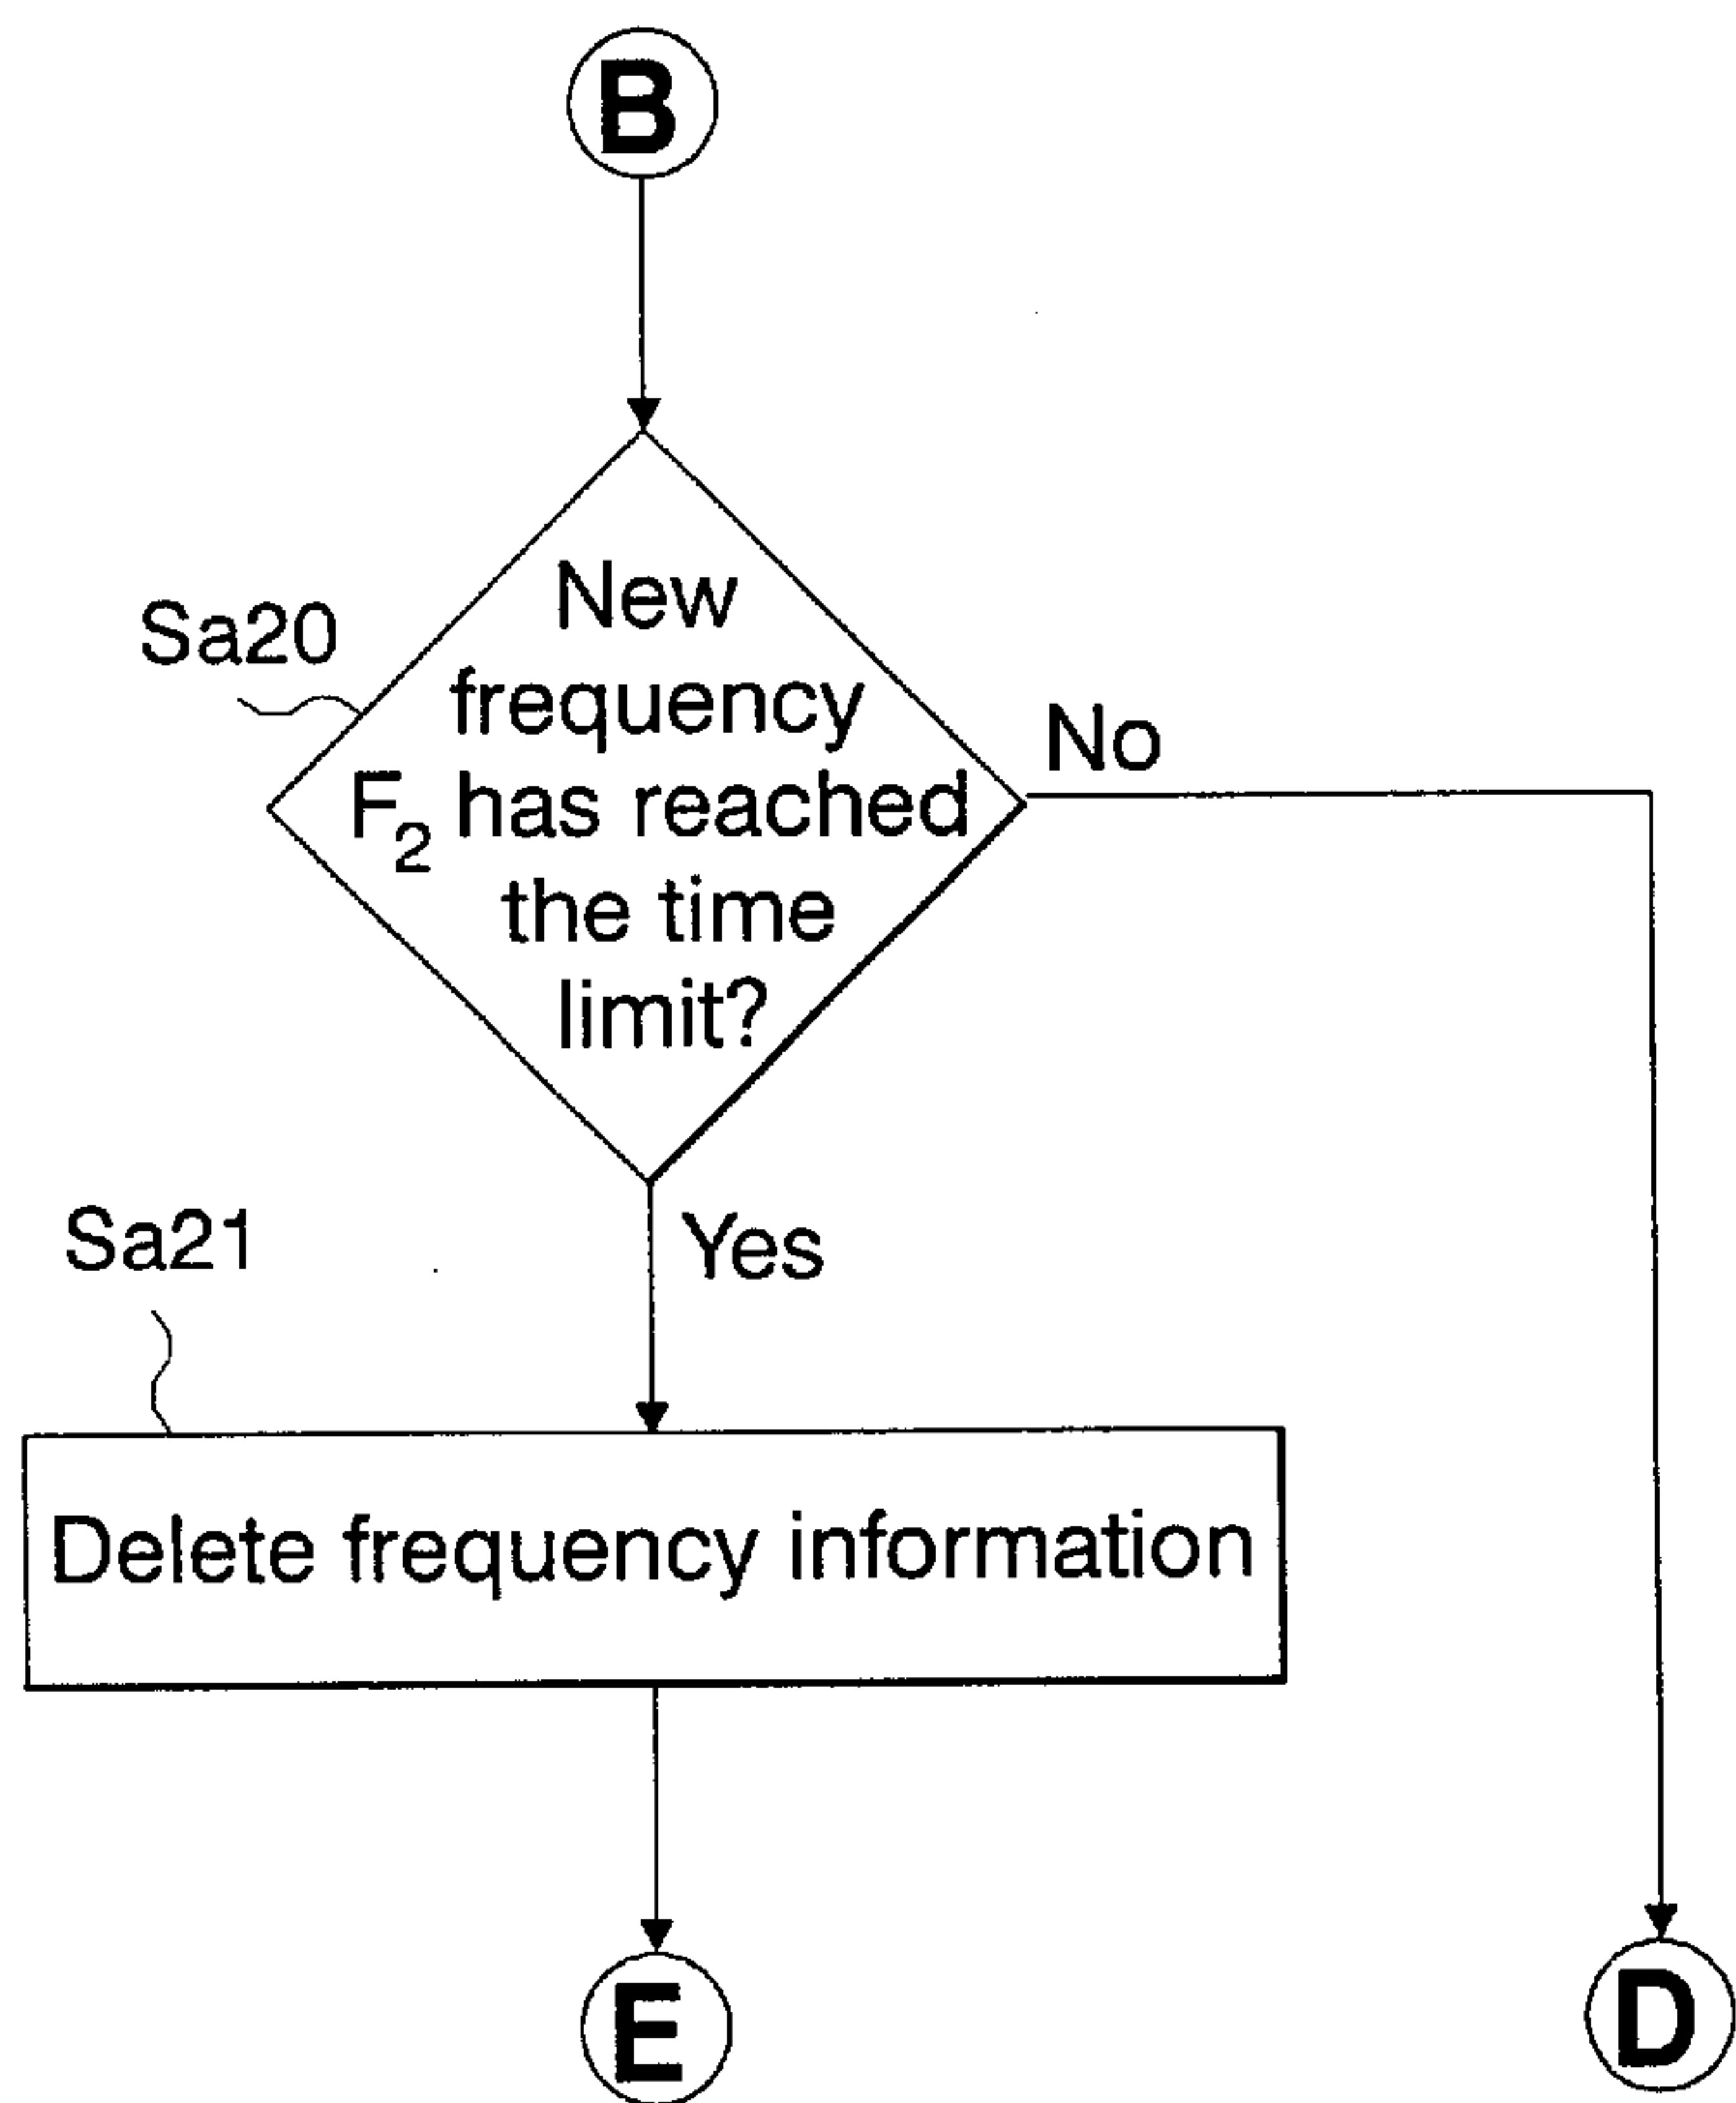 B
Sa20
New
frequency
F₂ has reached
the time
limit?
No
Yes
Sa21
Delete frequency information
E
D